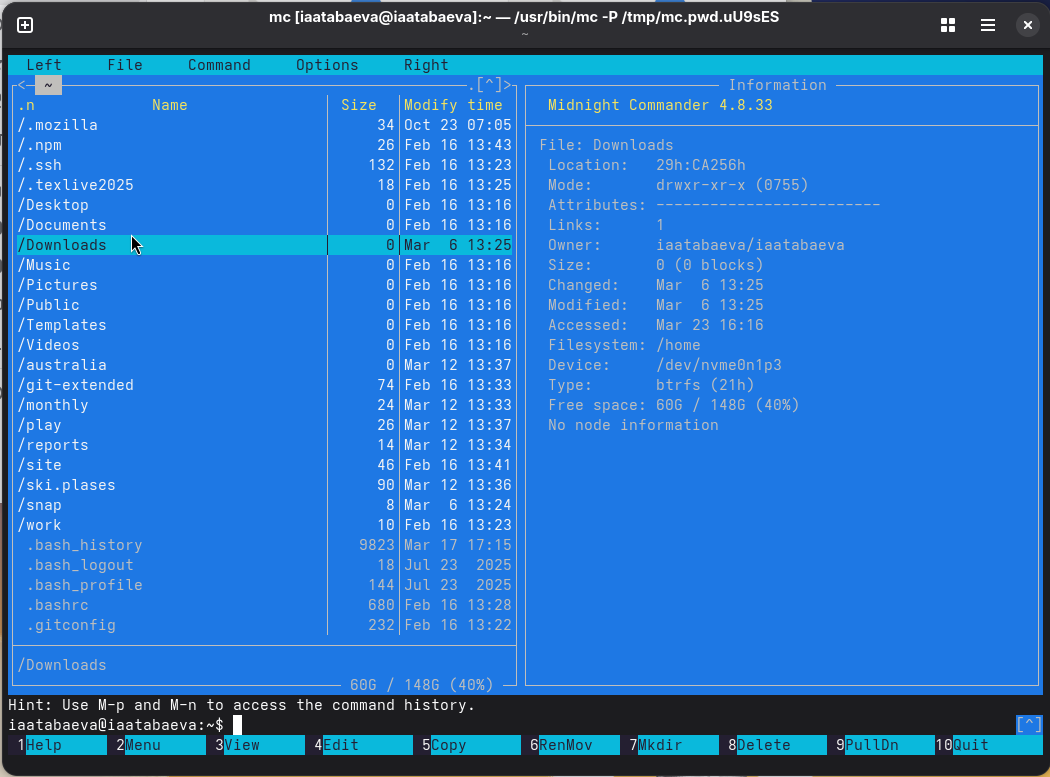 mc [iaatabaeva@iaatabaeva]:~ — /usr/bin/mc -P /tmp/mc.pwd.uU9sES
~
Left File Command Options Right
<— ~ .[^]>
.n Name Size Modify time
/.mozilla 34 Oct 23 07:05
/.npm 26 Feb 16 13:43
/.ssh 132 Feb 16 13:23
/.texlive2025 18 Feb 16 13:25
/Desktop 0 Feb 16 13:16
/Documents 0 Feb 16 13:16
/Downloads 0 Mar  6 13:25
/Music 0 Feb 16 13:16
/Pictures 0 Feb 16 13:16
/Public 0 Feb 16 13:16
/Templates 0 Feb 16 13:16
/Videos 0 Feb 16 13:16
/australia 0 Mar 12 13:37
/git-extended 74 Feb 16 13:33
/monthly 24 Mar 12 13:33
/play 26 Mar 12 13:37
/reports 14 Mar 12 13:34
/site 46 Feb 16 13:41
/ski.plases 90 Mar 12 13:36
/snap 8 Mar  6 13:24
/work 10 Feb 16 13:23
.bash_history 9823 Mar 17 17:15
.bash_logout 18 Jul 23  2025
.bash_profile 144 Jul 23  2025
.bashrc 680 Feb 16 13:28
.gitconfig 232 Feb 16 13:22
/Downloads
60G / 148G (40%)
Information
Midnight Commander 4.8.33
File: Downloads
Location: 29h:CA256h
Mode: drwxr-xr-x (0755)
Attributes: -------------------------
Links: 1
Owner: iaatabaeva/iaatabaeva
Size: 0 (0 blocks)
Changed: Mar  6 13:25
Modified: Mar  6 13:25
Accessed: Mar 23 16:16
Filesystem: /home
Device: /dev/nvme0n1p3
Type: btrfs (21h)
Free space: 60G / 148G (40%)
No node information
Hint: Use M-p and M-n to access the command history.
iaatabaeva@iaatabaeva:~$ [^]
1Help 2Menu 3View 4Edit 5Copy 6RenMov 7Mkdir 8Delete 9PullDn 10Quit